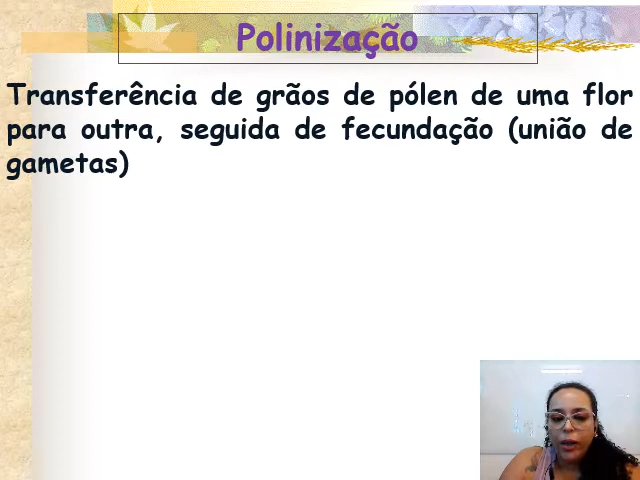 Polinização
Transferência de grãos de pólen de uma flor
para outra, seguida de fecundação (união de
gametas)